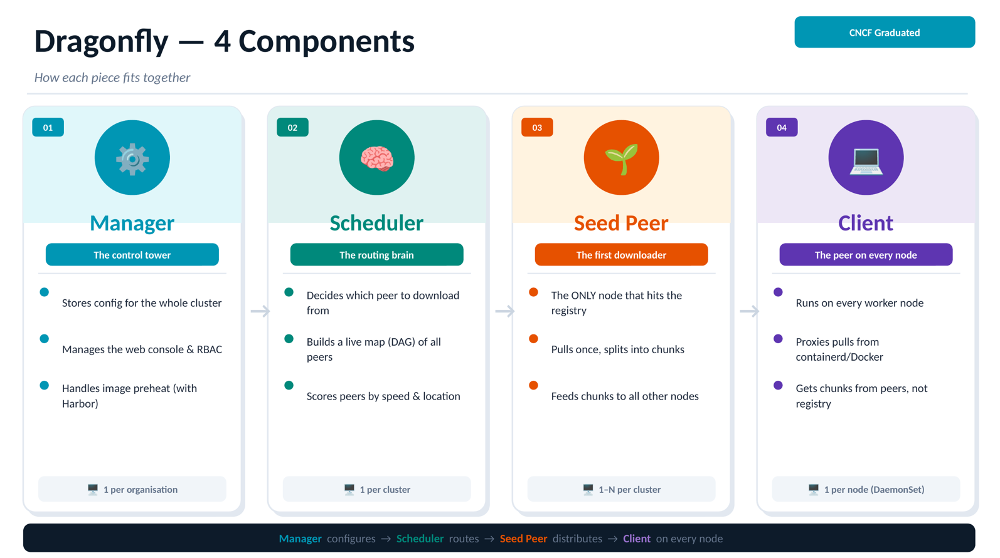 Dragonfly — 4 Components
CNCF Graduated
How each piece fits together
01
Manager
The control tower
Stores config for the whole cluster
Manages the web console & RBAC
Handles image preheat (with
Harbor)
1 per organisation
02
Scheduler
The routing brain
Decides which peer to download
from
Builds a live map (DAG) of all
peers
Scores peers by speed & location
1 per cluster
03
Seed Peer
The first downloader
The ONLY node that hits the
registry
Pulls once, splits into chunks
Feeds chunks to all other nodes
1–N per cluster
04
Client
The peer on every node
Runs on every worker node
Proxies pulls from
containerd/Docker
Gets chunks from peers, not
registry
1 per node (DaemonSet)
Manager configures → Scheduler routes → Seed Peer distributes → Client on every node